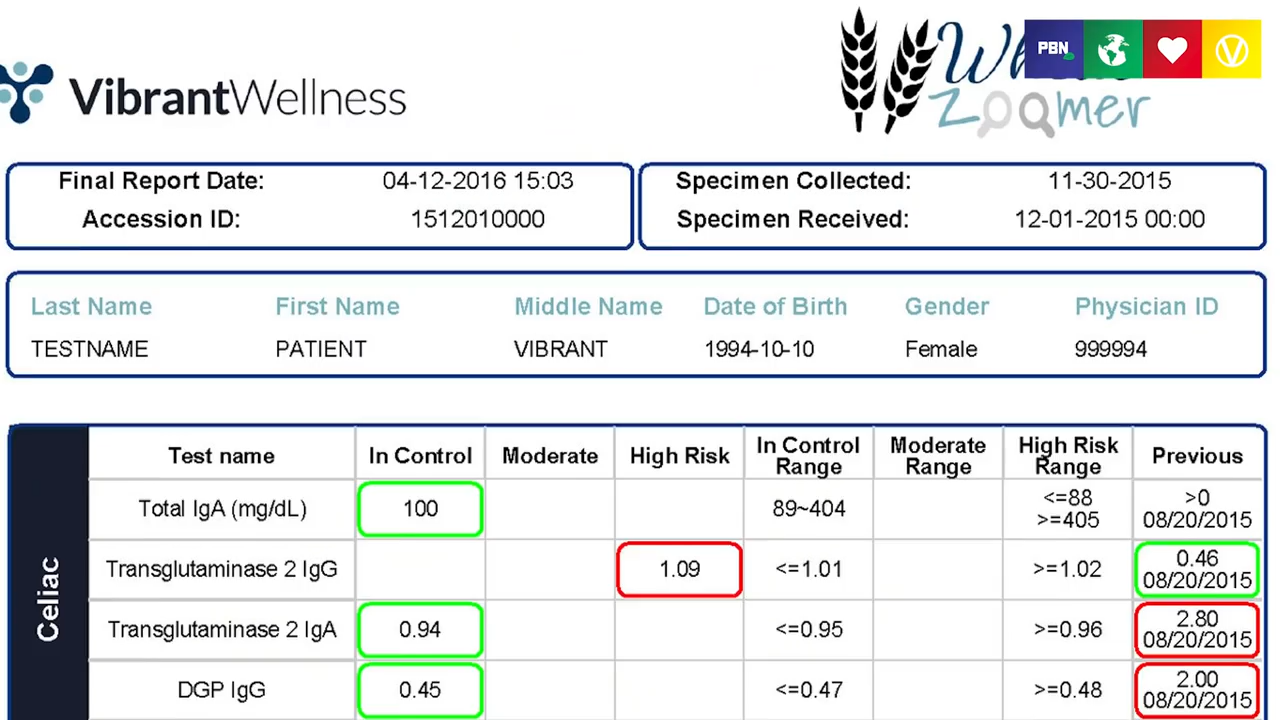 VibrantWellness
Wh
Zoomer
PBN
V
Final Report Date: 04-12-2016 15:03
Accession ID: 1512010000
Specimen Collected: 11-30-2015
Specimen Received: 12-01-2015 00:00
Last Name First Name Middle Name Date of Birth Gender Physician ID
TESTNAME PATIENT VIBRANT 1994-10-10 Female 999994
Celiac
Test name In Control Moderate High Risk In Control Range Moderate Range High Risk Range Previous
Total IgA (mg/dL) 100 89~404 <=88 >=405 >0 08/20/2015
Transglutaminase 2 IgG 1.09 <=1.01 >=1.02 0.46 08/20/2015
Transglutaminase 2 IgA 0.94 <=0.95 >=0.96 2.80 08/20/2015
DGP IgG 0.45 <=0.47 >=0.48 2.00 08/20/2015